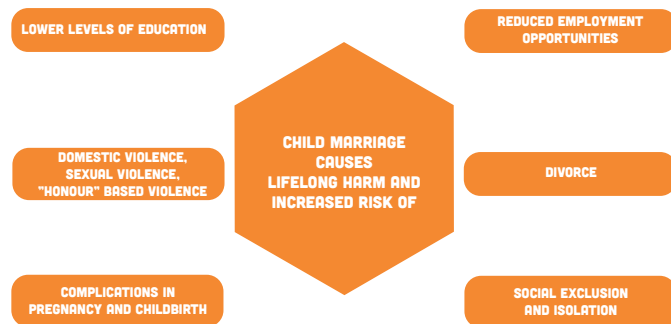 LOWER LEVELS OF EDUCATION
REDUCED EMPLOYMENT
OPPORTUNITIES
CHILD MARRIAGE
CAUSES
LIFELONG HARM AND
INCREASED RISK OF
DOMESTIC VIOLENCE,
SEXUAL VIOLENCE,
"HONOUR" BASED VIOLENCE
DIVORCE
COMPLICATIONS IN
PREGNANCY AND CHILDBIRTH
SOCIAL EXCLUSION
AND ISOLATION